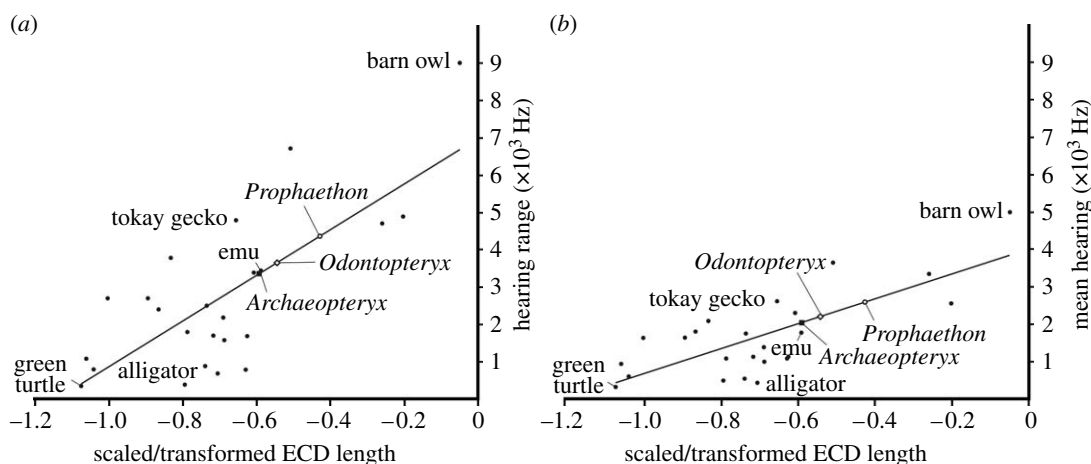 (a)
barn owl
9
8
7
6
5
4
3
2
1
hearing range (×10³ Hz)
Prophaethon
tokay gecko
emu
Odontopteryx
Archaeopteryx
green
turtle
alligator
−1.2
−1.0
−0.8
−0.6
−0.4
−0.2
0
scaled/transformed ECD length
(b)
9
8
7
6
5
4
3
2
1
mean hearing (×10³ Hz)
barn owl
Odontopteryx
tokay gecko
Prophaethon
emu
Archaeopteryx
green
turtle
alligator
−1.2
−1.0
−0.8
−0.6
−0.4
−0.2
0
scaled/transformed ECD length